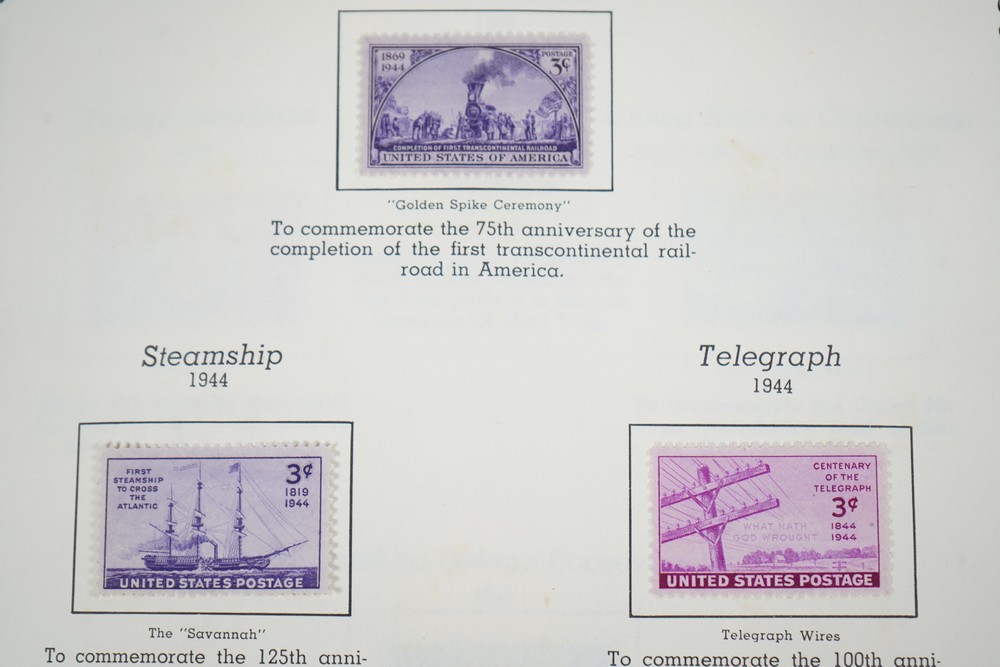 1869
1944
POSTAGE
3¢
COMPLETION OF FIRST TRANSCONTINENTAL RAILROAD
UNITED STATES OF AMERICA
"Golden Spike Ceremony"
To commemorate the 75th anniversary of the
completion of the first transcontinental rail-
road in America.
Steamship
1944
FIRST
STEAMSHIP
TO CROSS
THE
ATLANTIC
3¢
1819
1944
UNITED STATES POSTAGE
The "Savannah"
To commemorate the 125th anni-
Telegraph
1944
CENTENARY
OF THE
TELEGRAPH
3¢
1844
1944
WHAT HATH
GOD WROUGHT
UNITED STATES POSTAGE
Telegraph Wires
To commemorate the 100th anni-